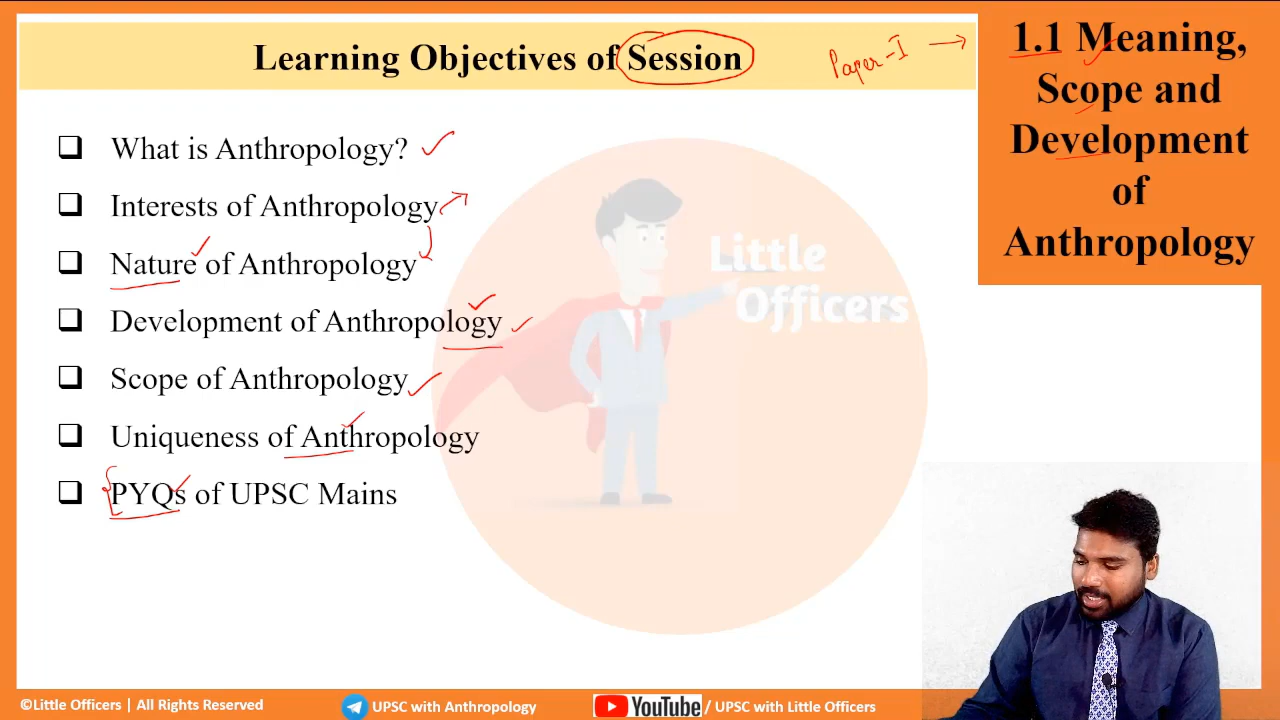 Learning Objectives of Session
Paper-I →
1.1 Meaning,
Scope and
Development
of
Anthropology
What is Anthropology?
Interests of Anthropology
Nature of Anthropology
Development of Anthropology
Scope of Anthropology
Uniqueness of Anthropology
PYQs of UPSC Mains
Little
Officers
©Little Officers | All Rights Reserved
UPSC with Anthropology
YouTube / UPSC with Little Officers